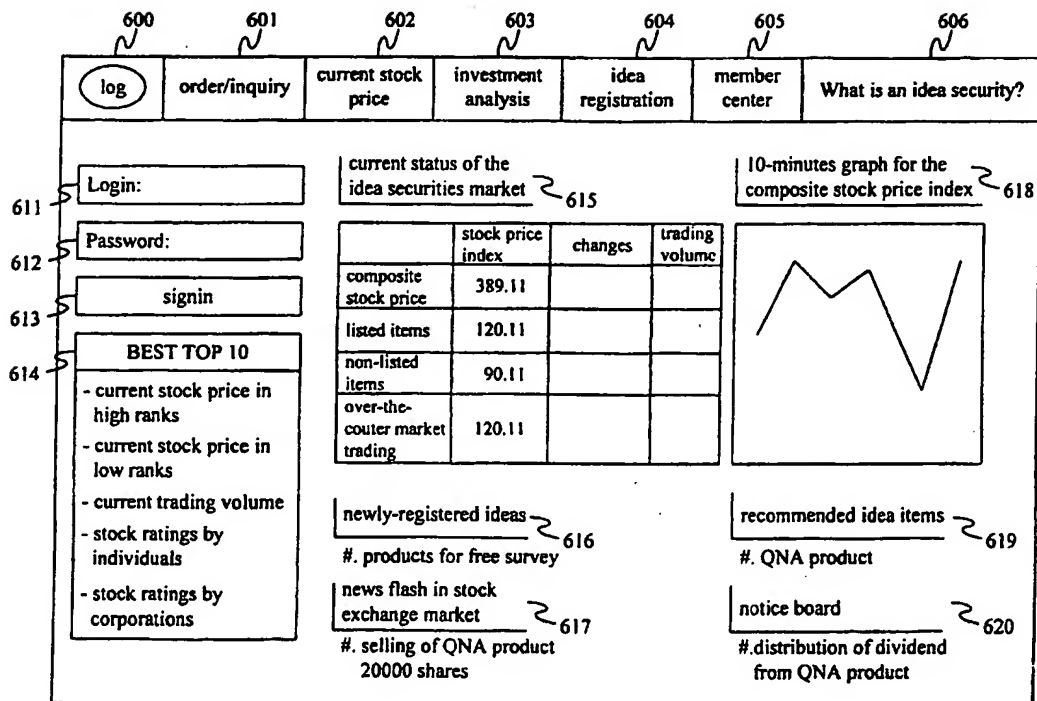 600 601 602 603 604 605 606
log
order/inquiry
current stock
price
investment
analysis
idea
registration
member
center
What is an idea security?
Login:
611
Password:
612
signin
613
BEST TOP 10
614
- current stock price in
high ranks
- current stock price in
low ranks
- current trading volume
- stock ratings by
individuals
- stock ratings by
corporations
current status of the
idea securities market
615
stock price
index
changes
trading
volume
composite
stock price
389.11
listed items
120.11
non-listed
items
90.11
over-the-
couter market
trading
120.11
newly-registered ideas
616
#. products for free survey
news flash in stock
exchange market
617
#. selling of QNA product
20000 shares
10-minutes graph for the
composite stock price index
618
recommended idea items
619
#. QNA product
notice board
620
#.distribution of dividend
from QNA product